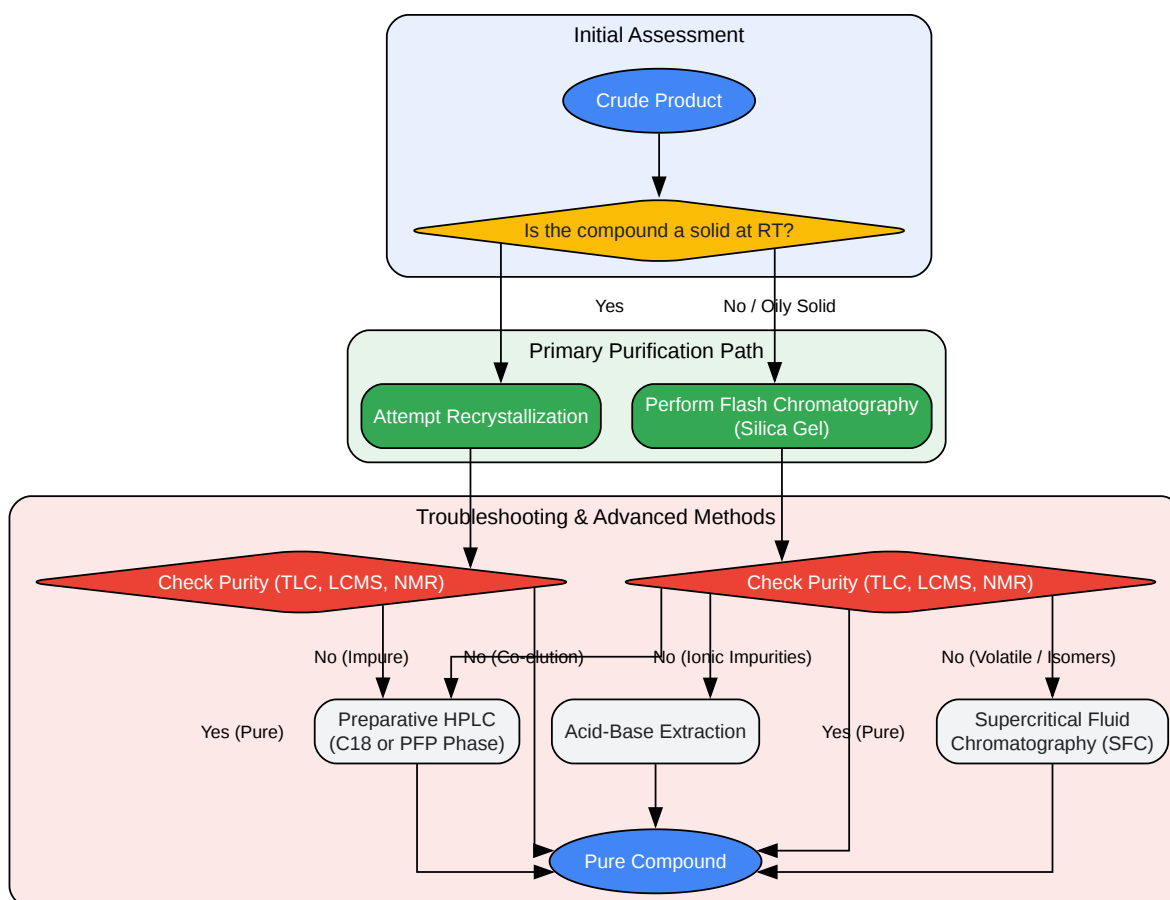 Initial Assessment
Crude Product
Is the compound a solid at RT?
Yes
No / Oily Solid
Primary Purification Path
Attempt Recrystallization
Perform Flash Chromatography
(Silica Gel)
Troubleshooting & Advanced Methods
Check Purity (TLC, LCMS, NMR)
Check Purity (TLC, LCMS, NMR)
No (Impure)
No (Co-elution)
No (Ionic Impurities)
No (Volatile / Isomers)
Yes (Pure)
Preparative HPLC
(C18 or PFP Phase)
Acid-Base Extraction
Yes (Pure)
Supercritical Fluid
Chromatography (SFC)
Pure Compound